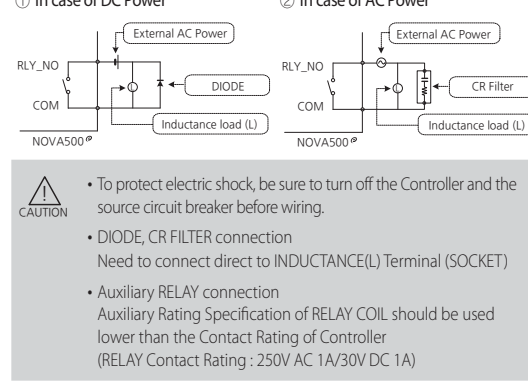 ① In case of DC Power
② In case of AC Power
External AC Power
RLY_NO
DIODE
COM
Inductance load (L)
NOVA500ⓔ
External AC Power
RLY_NO
CR Filter
COM
Inductance load (L)
NOVA500ⓔ
CAUTION
• To protect electric shock, be sure to turn off the Controller and the
source circuit breaker before wiring.
• DIODE, CR FILTER connection
Need to connect direct to INDUCTANCE(L) Terminal (SOCKET)
• Auxiliary RELAY connection
Auxiliary Rating Specification of RELAY COIL should be used
lower than the Contact Rating of Controller
(RELAY Contact Rating : 250V AC 1A/30V DC 1A)